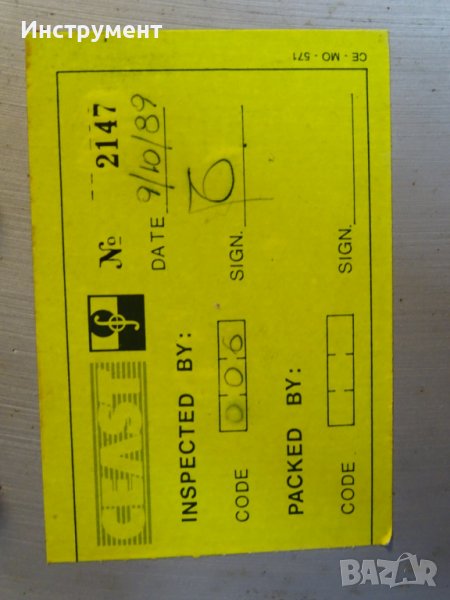 Инструмент
CE - MO - 571
CEAST
№ 2147
INSPECTED BY:
DATE 9/10/89
CODE 006
SIGN.
PACKED BY:
CODE
SIGN.
BAZAR